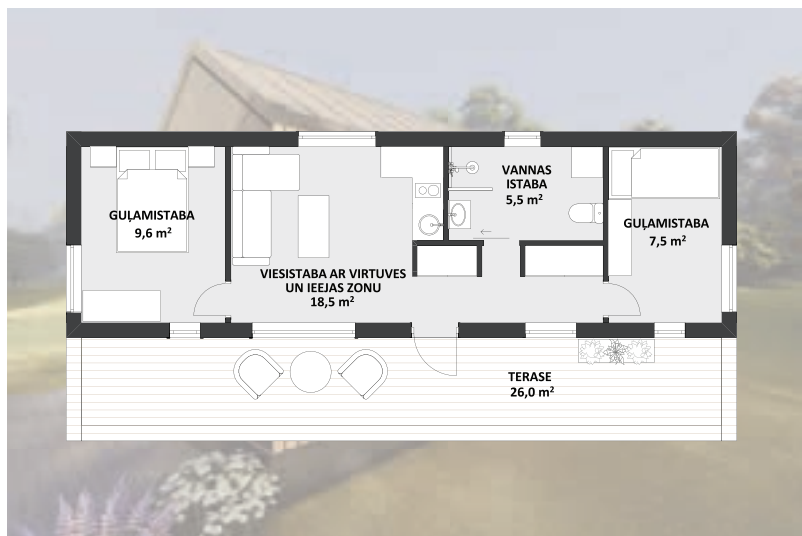 GUĻAMISTABA
9,6 m²
VIESISTABA AR VIRTUVES
UN IEEJAS ZONU
18,5 m²
VANNAS
ISTABA
5,5 m²
GUĻAMISTABA
7,5 m²
TERASE
26,0 m²